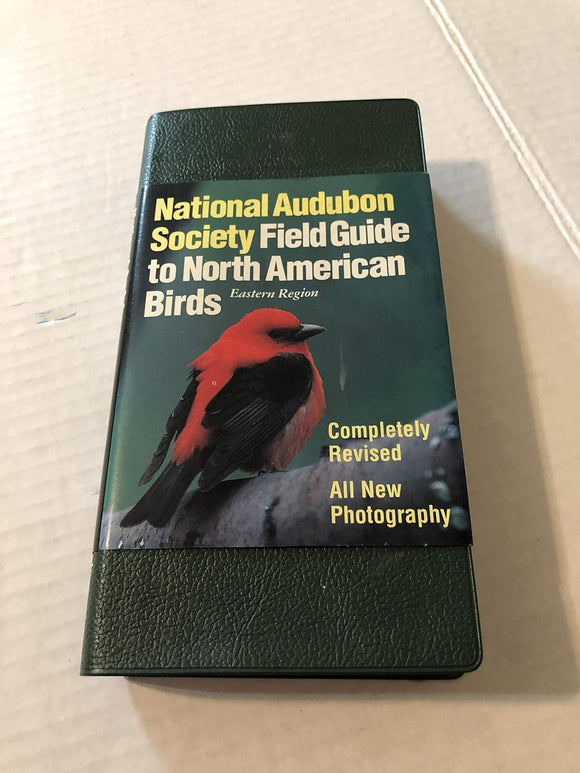 National Audubon
Society Field Guide
to North American
Birds Eastern Region
Completely
Revised
All New
Photography